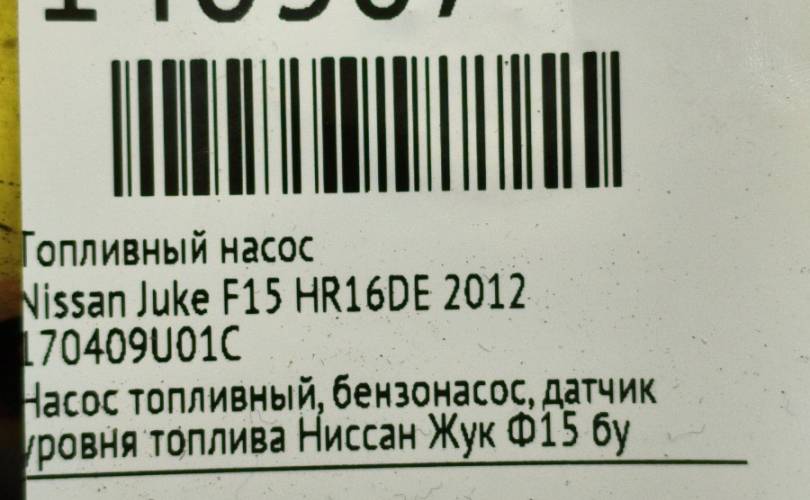 Топливный насос
Nissan Juke F15 HR16DE 2012
170409U01C
Насос топливный, бензонасос, датчик
уровня топлива Ниссан Жук Ф15 бу